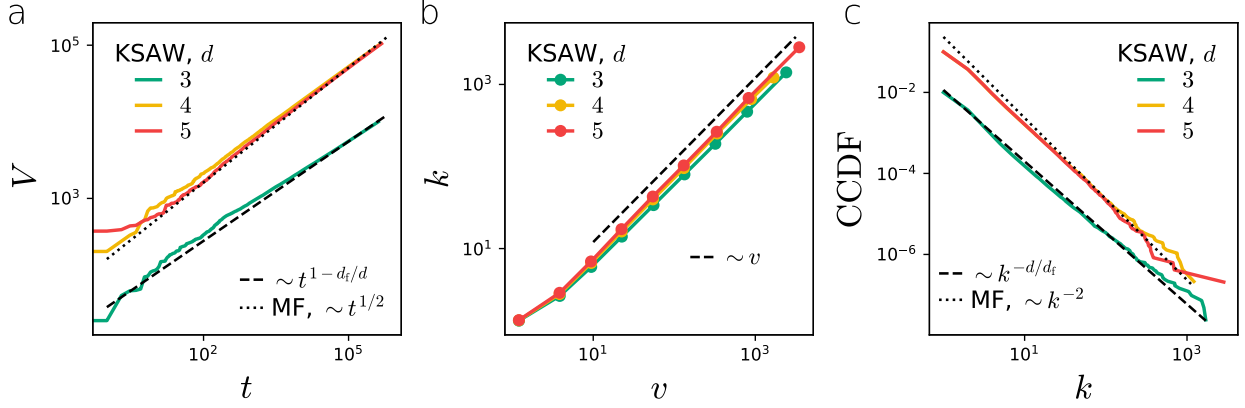 a
KSAW, d
3
4
5
10^5
10^3
V
10^2
10^5
t
∼ t^{1−d_f/d}
MF, ∼ t^{1/2}
b
KSAW, d
3
4
5
10^3
10^1
k
10^1
10^3
v
∼ v
c
KSAW, d
3
4
5
10^{−2}
10^{−4}
10^{−6}
CCDF
10^1
10^3
k
∼ k^{−d/d_f}
MF, ∼ k^{−2}